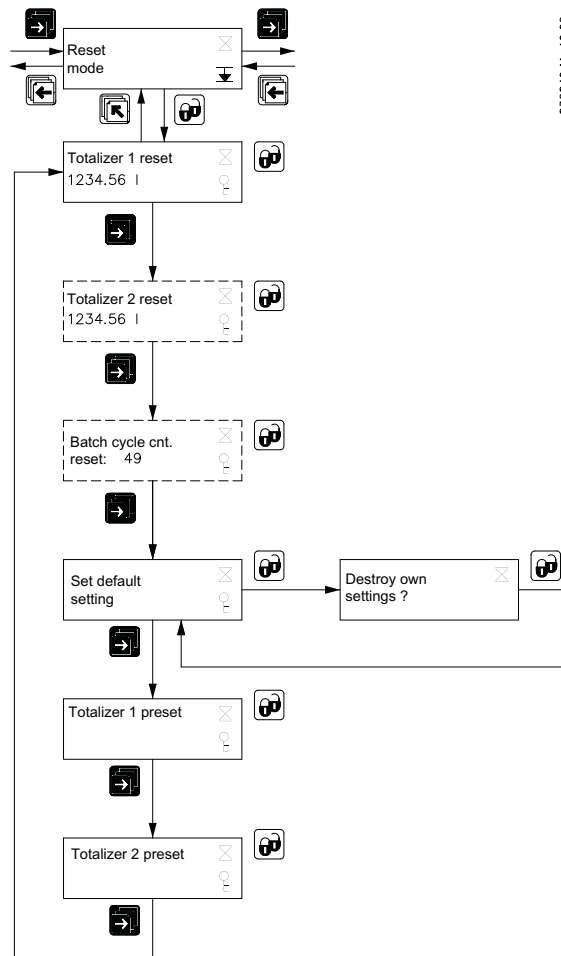 Reset
mode
Totalizer 1 reset
1234.56 l
Totalizer 2 reset
1234.56 l
Batch cycle cnt.
reset: 49
Set default
setting
Destroy own
settings ?
Totalizer 1 preset
Totalizer 2 preset